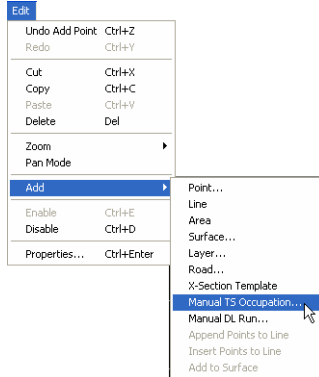 Edit
Undo Add Point Ctrl+Z
Redo Ctrl+Y
Cut Ctrl+X
Copy Ctrl+C
Paste Ctrl+V
Delete Del
Zoom
Pan Mode
Add
Enable Ctrl+E
Disable Ctrl+D
Properties... Ctrl+Enter
Point...
Line
Area
Surface...
Layer...
Road...
X-Section Template
Manual TS Occupation...
Manual DL Run...
Append Points to Line
Insert Points to Line
Add to Surface